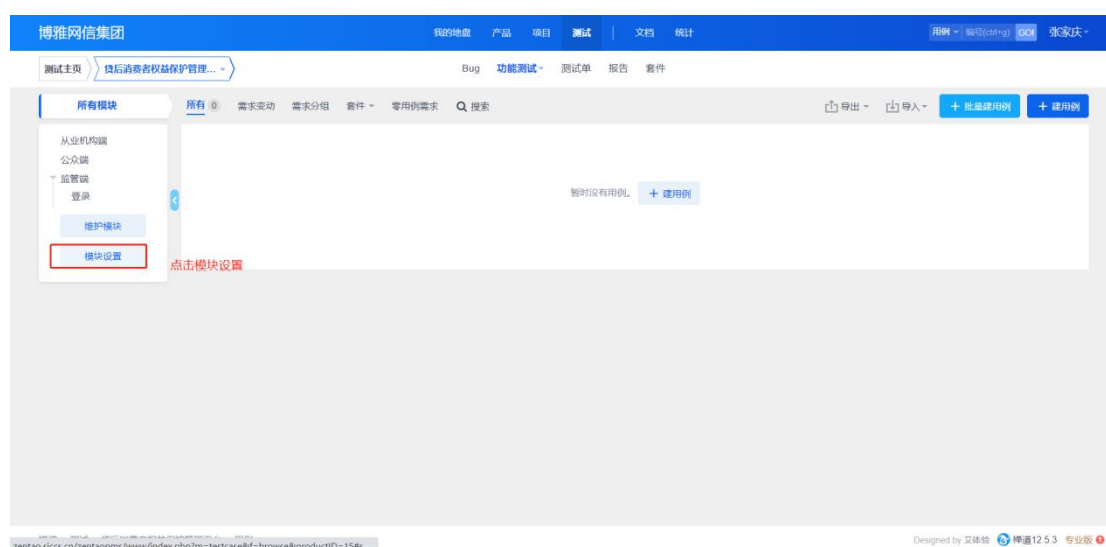 博雅网信集团 我的地盘 产品 项目 测试 | 文档 统计 用例 编号(ctrl+g) GO! 张家庆
测试主页 贷后消费者权益保护管理... Bug 功能测试 测试单 报告 套件
所有模块 所有 0 需求变动 需求分组 套件 零用例需求 搜索 导出 导入 + 批量建用例 + 建用例
从业机构端
公众端
监管端
登录
暂时没有用例。 + 建用例
维护模块
模块设置
点击模块设置
Designed by 艾体验 禅道12.5.3 专业版